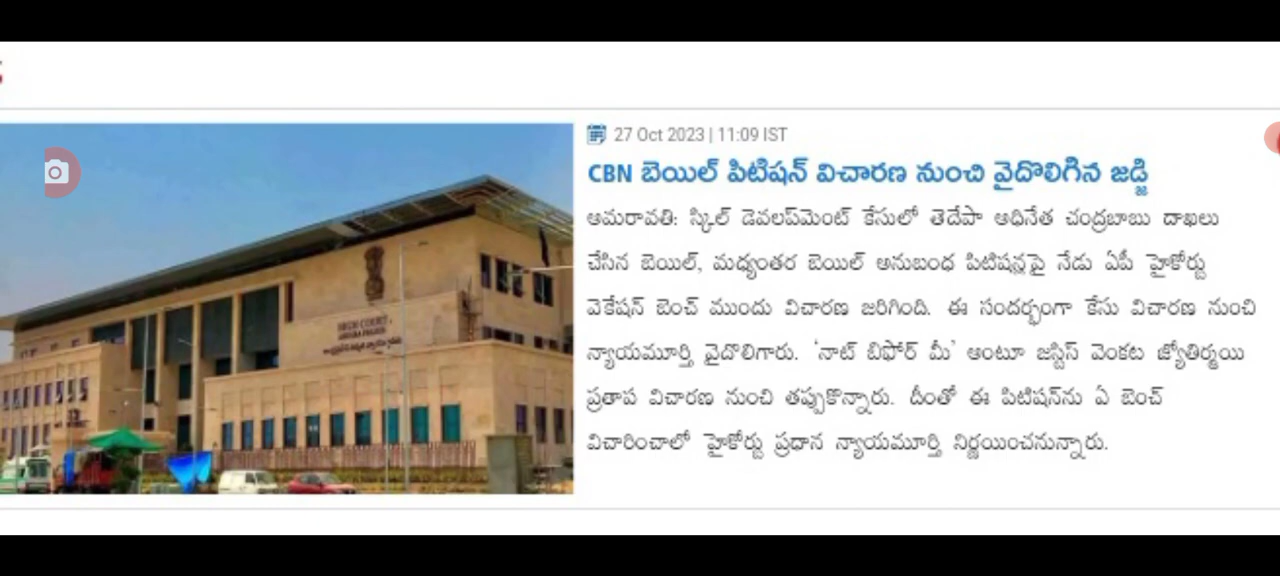 27 Oct 2023 | 11:09 IST
CBN బెయిల్ పిటిషన్ విచారణ నుంచి వైదొలిగిన జడ్జి
అమరావతి: స్కిల్ డెవలప్‌మెంట్ కేసులో తెదేపా అధినేత చంద్రబాబు దాఖలు
చేసిన బెయిల్, మధ్యంతర బెయిల్ అనుబంధ పిటిషన్లపై నేడు ఏపీ హైకోర్టు
వెకేషన్ బెంచ్ ముందు విచారణ జరిగింది. ఈ సందర్భంగా కేసు విచారణ నుంచి
న్యాయమూర్తి వైదొలిగారు. 'నాట్ బిఫోర్ మీ' అంటూ జస్టిస్ వెంకట జ్యోతిర్మయి
ప్రతాప విచారణ నుంచి తప్పుకొన్నారు. దీంతో ఈ పిటిషన్‌ను ఏ బెంచ్
విచారించాలో హైకోర్టు ప్రధాన న్యాయమూర్తి నిర్ణయించనున్నారు.
HIGH COURT